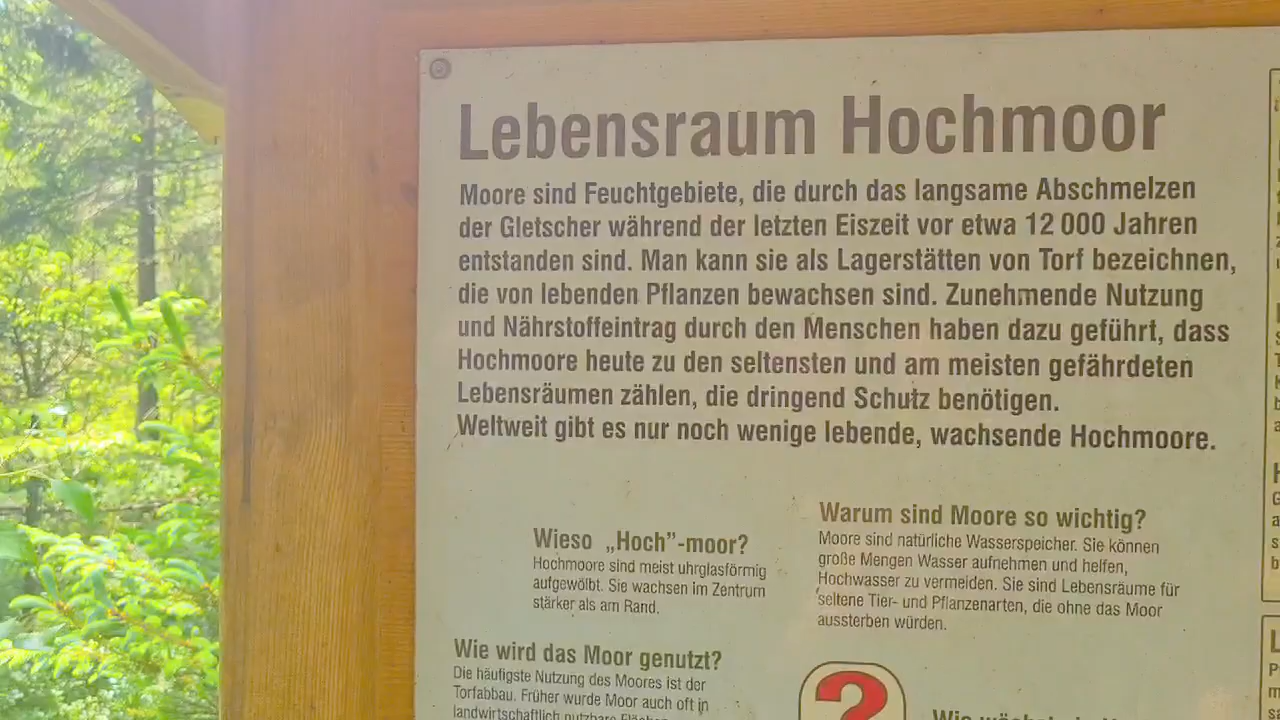 Lebensraum Hochmoor
Moore sind Feuchtgebiete, die durch das langsame Abschmelzen
der Gletscher während der letzten Eiszeit vor etwa 12 000 Jahren
entstanden sind. Man kann sie als Lagerstätten von Torf bezeichnen,
die von lebenden Pflanzen bewachsen sind. Zunehmende Nutzung
und Nährstoffeintrag durch den Menschen haben dazu geführt, dass
Hochmoore heute zu den seltensten und am meisten gefährdeten
Lebensräumen zählen, die dringend Schutz benötigen.
Weltweit gibt es nur noch wenige lebende, wachsende Hochmoore.
Wieso „Hoch”-moor?
Hochmoore sind meist uhrglasförmig
aufgewölbt. Sie wachsen im Zentrum
stärker als am Rand.
Warum sind Moore so wichtig?
Moore sind natürliche Wasserspeicher. Sie können
große Mengen Wasser aufnehmen und helfen,
Hochwasser zu vermeiden. Sie sind Lebensräume für
seltene Tier- und Pflanzenarten, die ohne das Moor
aussterben würden.
Wie wird das Moor genutzt?
Die häufigste Nutzung des Moores ist der
Torfabbau. Früher wurde Moor auch oft in
landwirtschaftlich nutzbare
?
Wie